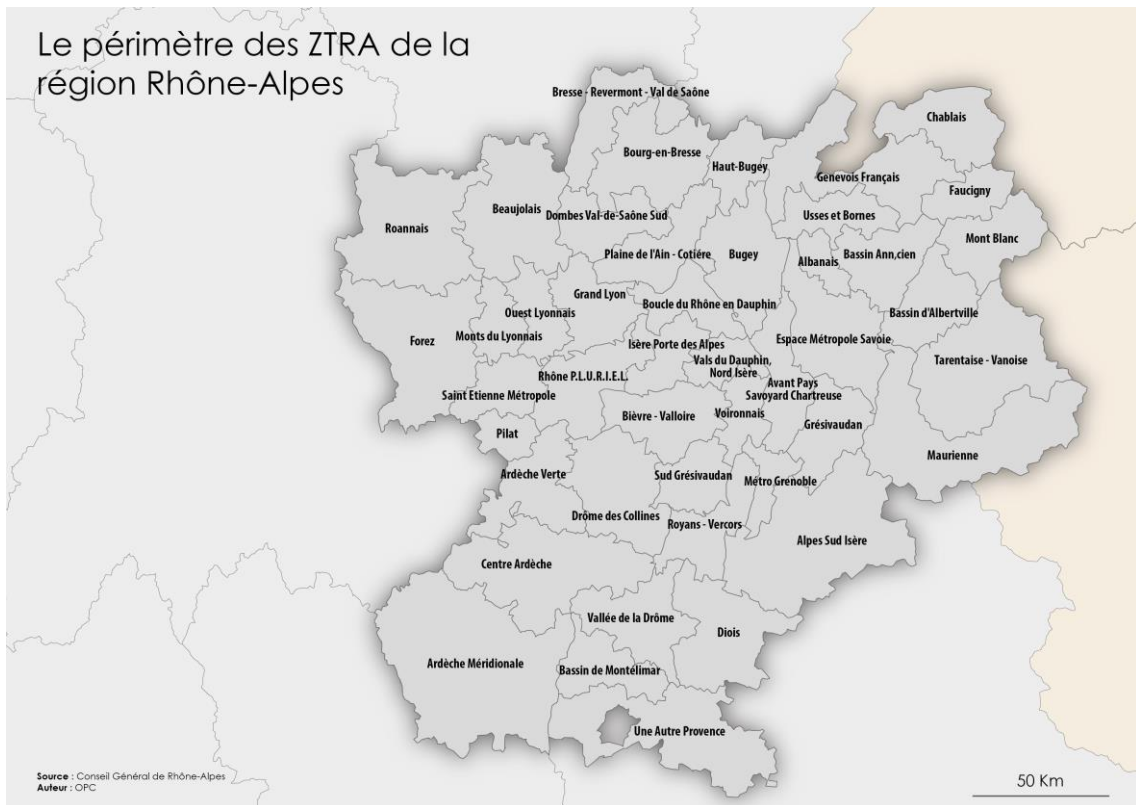 Le périmètre des ZTRA de la
région Rhône-Alpes
Bresse - Revermont - Val de Saône
Chablais
Bourg-en-Bresse
Haut-Bugey
Genevois Français
Faucigny
Beaujolais
Dombes Val-de-Saône Sud
Usses et Bornes
Roannais
Mont Blanc
Plaine de l'Ain - Cotière
Bugey
Albanais
Bassin Ann,cien
Grand Lyon
Boucle du Rhône en Dauphin
Ouest Lyonnais
Bassin d'Albertville
Forez
Monts du Lyonnais
Isère Porte des Alpes
Espace Métropole Savoie
Vals du Dauphin,
Nord Isère
Tarentaise - Vanoise
Rhône P.L.U.R.I.E.L.
Avant Pays
Savoyard Chartreuse
Saint Etienne Métropole
Bièvre - Valloire
Voironnais
Grésivaudan
Pilat
Maurienne
Ardèche Verte
Sud Grésivaudan
Métro Grenoble
Drôme des Collines
Royans - Vercors
Alpes Sud Isère
Centre Ardèche
Vallée de la Drôme
Diois
Ardèche Méridionale
Bassin de Montélimar
Une Autre Provence
Source : Conseil Général de Rhône-Alpes
Auteur : OPC
50 Km